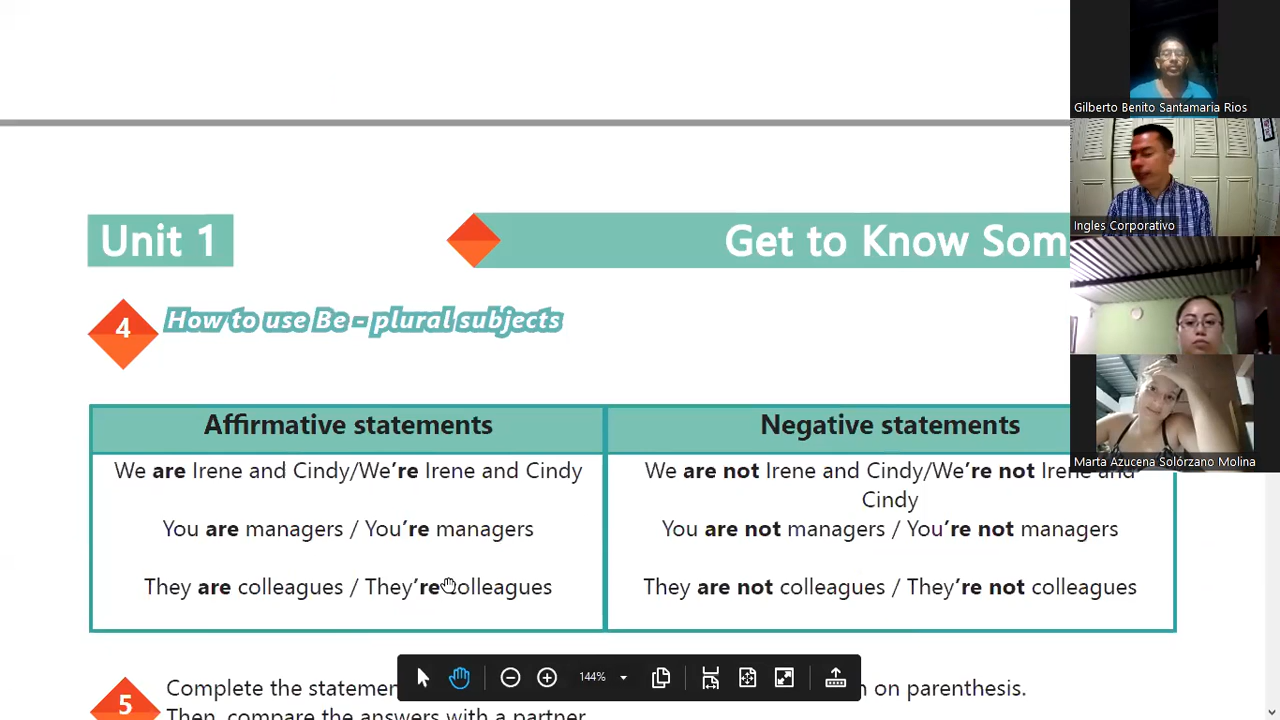 Unit 1
Get to Know Som
4
How to use Be - plural subjects
Affirmative statements
Negative statements
We are Irene and Cindy/We're Irene and Cindy
You are managers / You're managers
They are colleagues / They're colleagues
We are not Irene and Cindy/We're not Irene and
Cindy
You are not managers / You're not managers
They are not colleagues / They're not colleagues
5
Complete the statemen
n on parenthesis.
Then, compare the answers with a partner
144%
Gilberto Benito Santamaria Rios
Ingles Corporativo
Marta Azucena Solórzano Molina